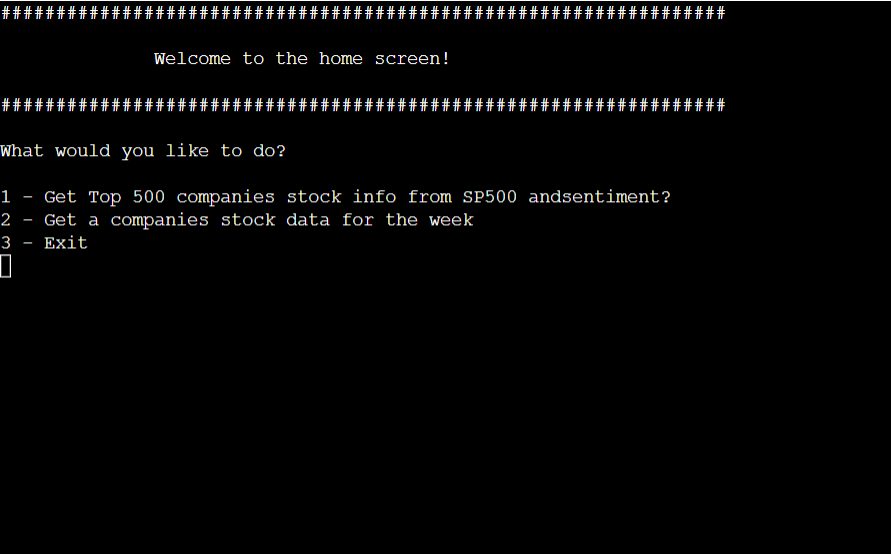 ##################################################################
Welcome to the home screen!
##################################################################
What would you like to do?
1 - Get Top 500 companies stock info from SP500 andsentiment?
2 - Get a companies stock data for the week
3 - Exit